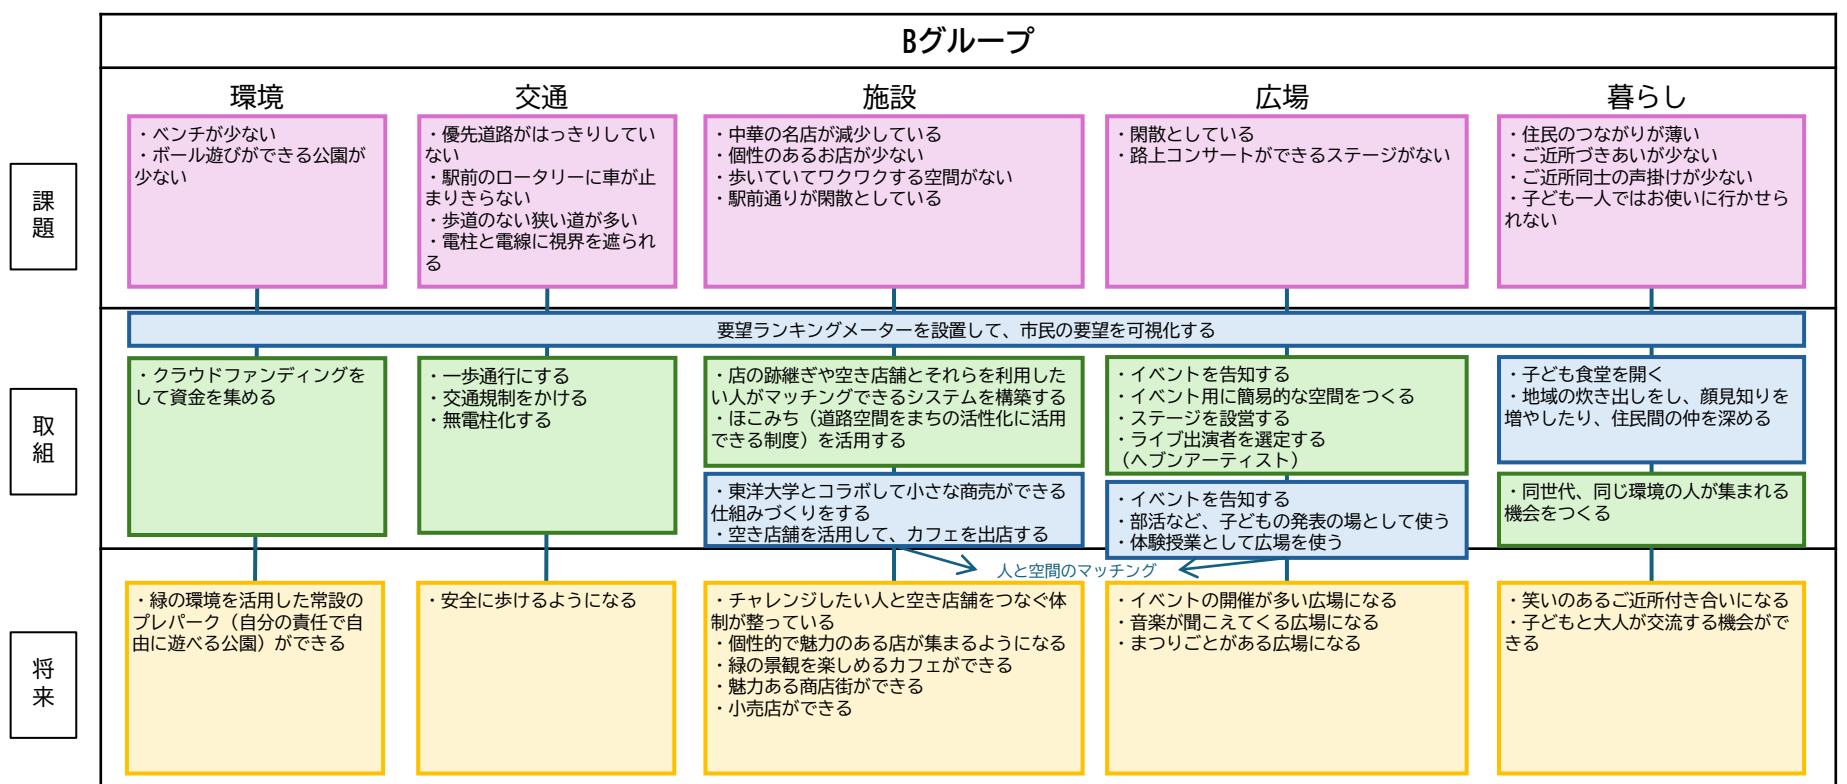 Bグループ
環境
交通
施設
広場
暮らし
課題
・ベンチが少ない
・ボール遊びができる公園が
少ない
・優先道路がはっきりしてい
ない
・駅前のロータリーに車が止
まりきらない
・歩道のない狭い道が多い
・電柱と電線に視界を遮られ
る
・中華の名店が減少している
・個性のあるお店が少ない
・歩いていてワクワクする空間がない
・駅前通りが閑散としている
・閑散としている
・路上コンサートができるステージがない
・住民のつながりが薄い
・ご近所づきあいが少ない
・ご近所同士の声掛けが少ない
・子ども一人ではお使いに行かせら
れない
取組
要望ランキングメーターを設置して、市民の要望を可視化する
・クラウドファンディングを
して資金を集める
・一歩通行にする
・交通規制をかける
・無電柱化する
・店の跡継ぎや空き店舗とそれらを利用した
い人がマッチングできるシステムを構築する
・ほこみち（道路空間をまちの活性化に活用
できる制度）を活用する
・東洋大学とコラボして小さな商売ができる
仕組みづくりをする
・空き店舗を活用して、カフェを出店する
・イベントを告知する
・イベント用に簡易的な空間をつくる
・ステージを設営する
・ライブ出演者を選定する
（ヘブンアーティスト）
・イベントを告知する
・部活など、子どもの発表の場として使う
・体験授業として広場を使う
・子ども食堂を開く
・地域の炊き出しをし、顔見知りを
増やしたり、住民間の仲を深める
・同世代、同じ環境の人が集まれる
機会をつくる
人と空間のマッチング
将来
・緑の環境を活用した常設の
プレパーク（自分の責任で自
由に遊べる公園）ができる
・安全に歩けるようになる
・チャレンジしたい人と空き店舗をつなぐ体
制が整っている
・個性的で魅力のある店が集まるようになる
・緑の景観を楽しめるカフェができる
・魅力ある商店街ができる
・小売店ができる
・イベントの開催が多い広場になる
・音楽が聞こえてくる広場になる
・まつりごとがある広場になる
・笑いのあるご近所付き合いになる
・子どもと大人が交流する機会がで
きる